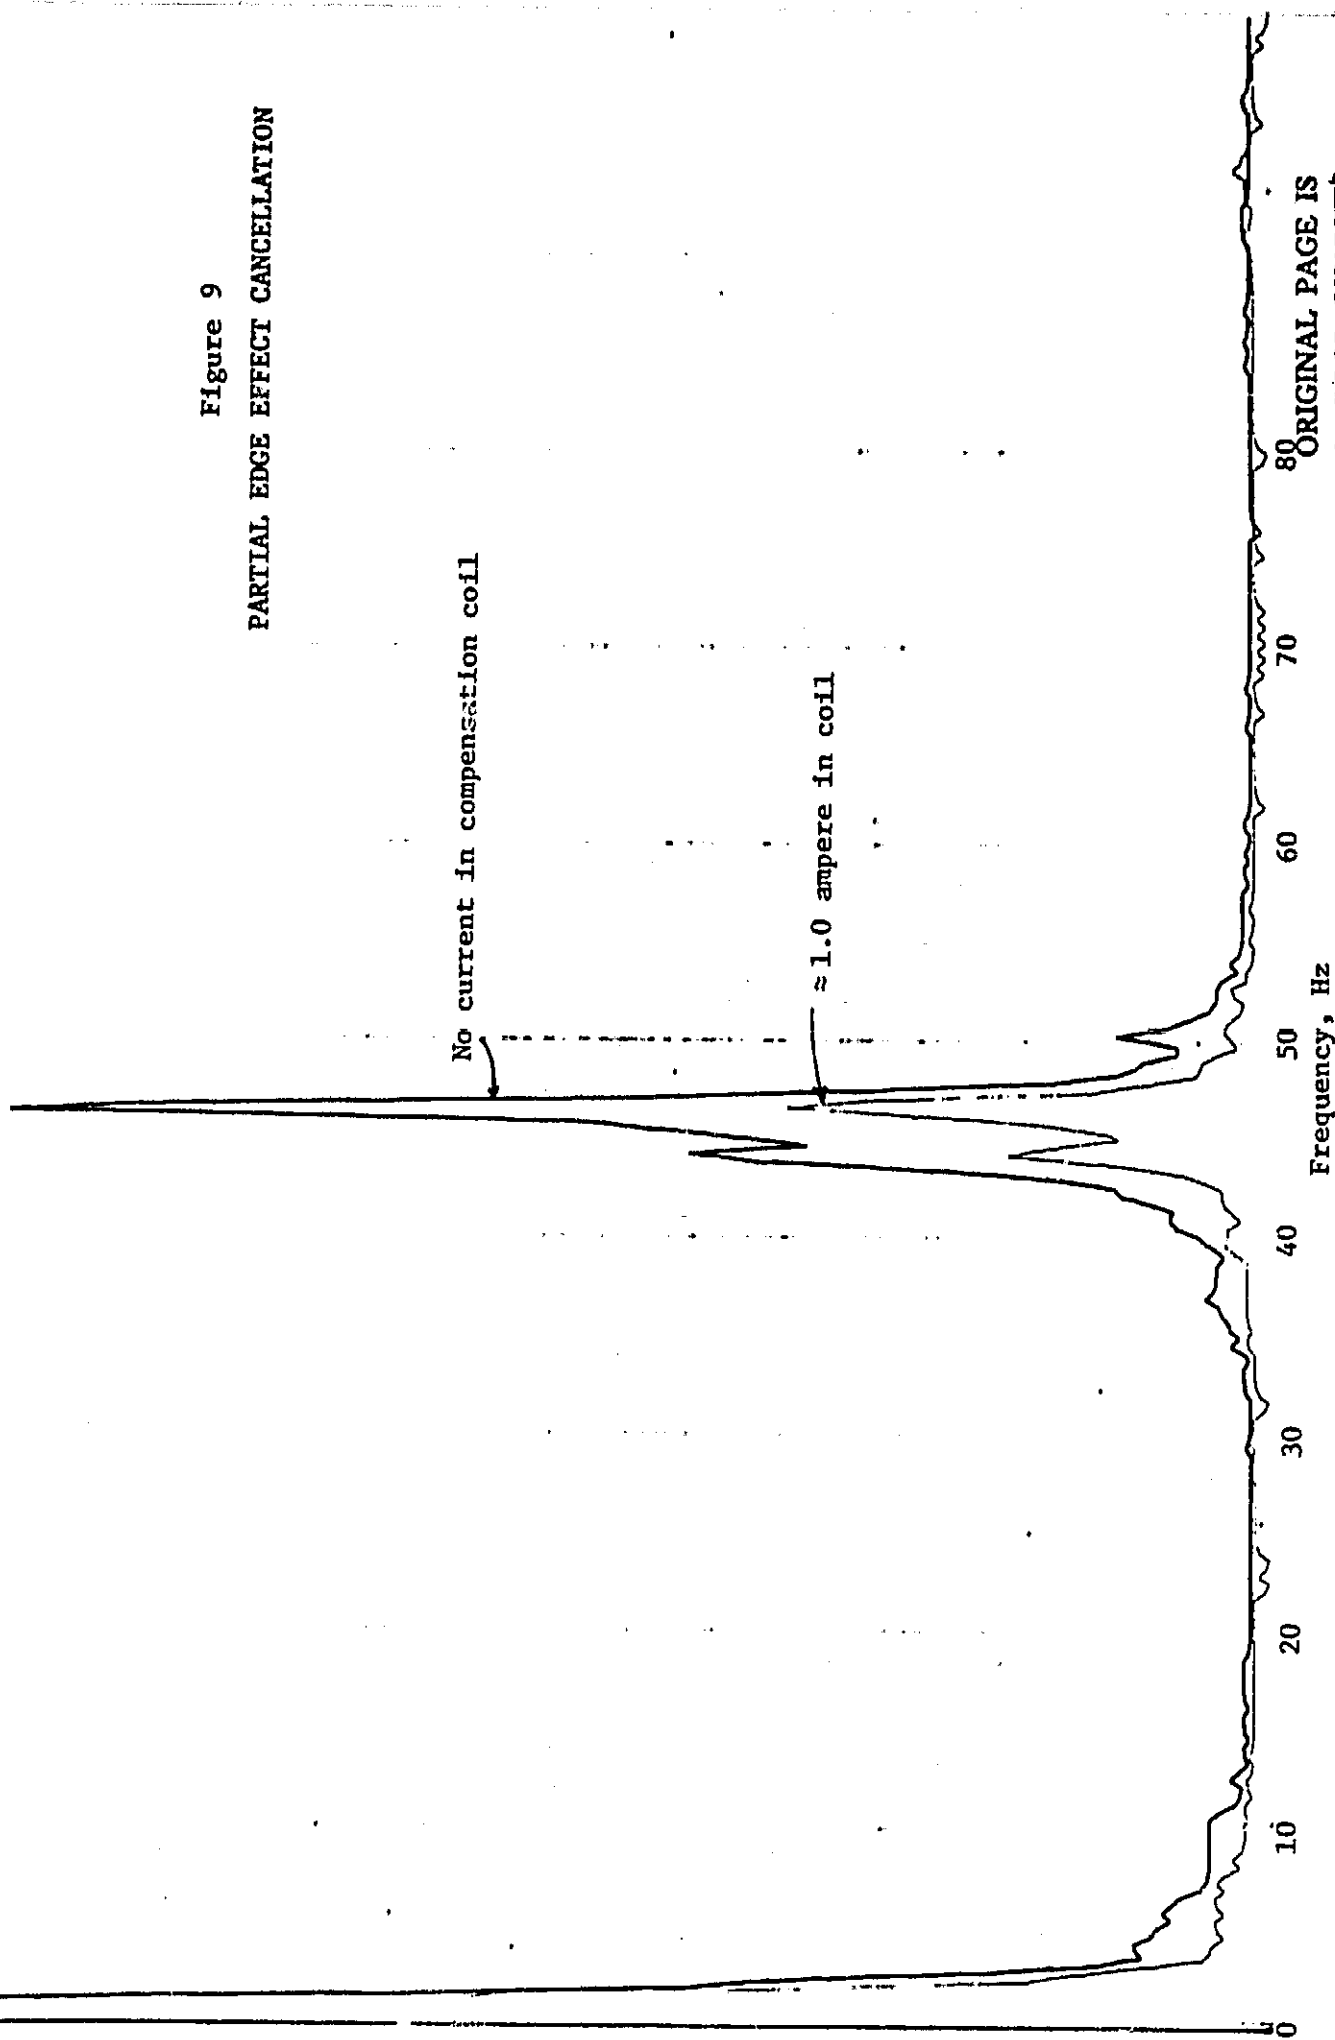 Figure 9
PARTIAL EDGE EFFECT CANCELLATION
No current in compensation coil
≈1.0 ampere in coil
0 10 20 30 40 50 60 70 80
Frequency, Hz
ORIGINAL PAGE IS